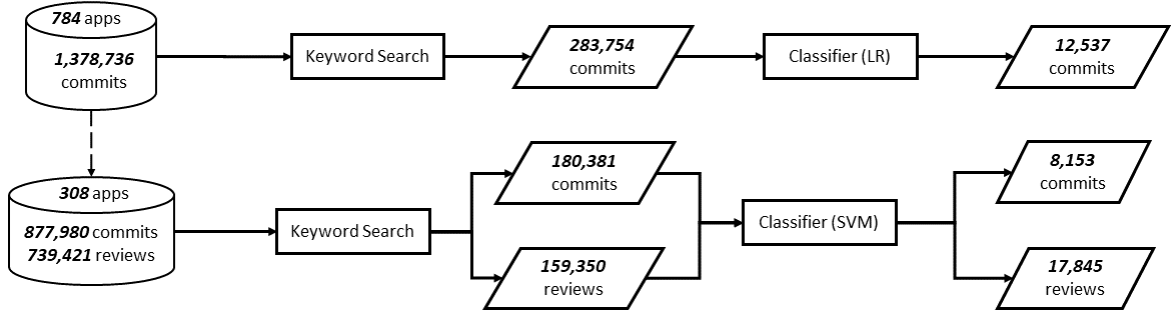 784 apps
1,378,736
commits
Keyword Search
283,754
commits
Classifier (LR)
12,537
commits
308 apps
877,980 commits
739,421 reviews
Keyword Search
180,381
commits
159,350
reviews
Classifier (SVM)
8,153
commits
17,845
reviews